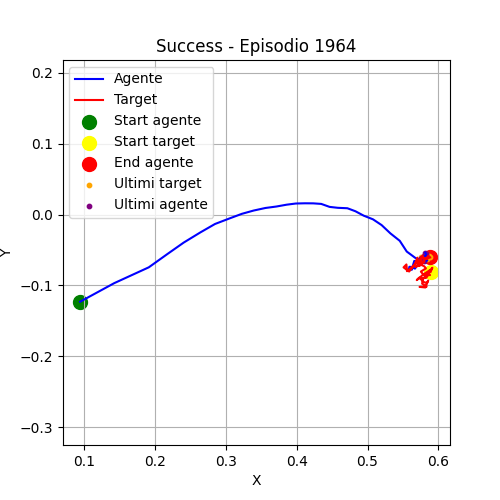 Success - Episodio 1964
0.2
0.1
0.0
−0.1
−0.2
−0.3
Y
Agente
Target
Start agente
Start target
End agente
Ultimi target
Ultimi agente
0.1 0.2 0.3 0.4 0.5 0.6
X